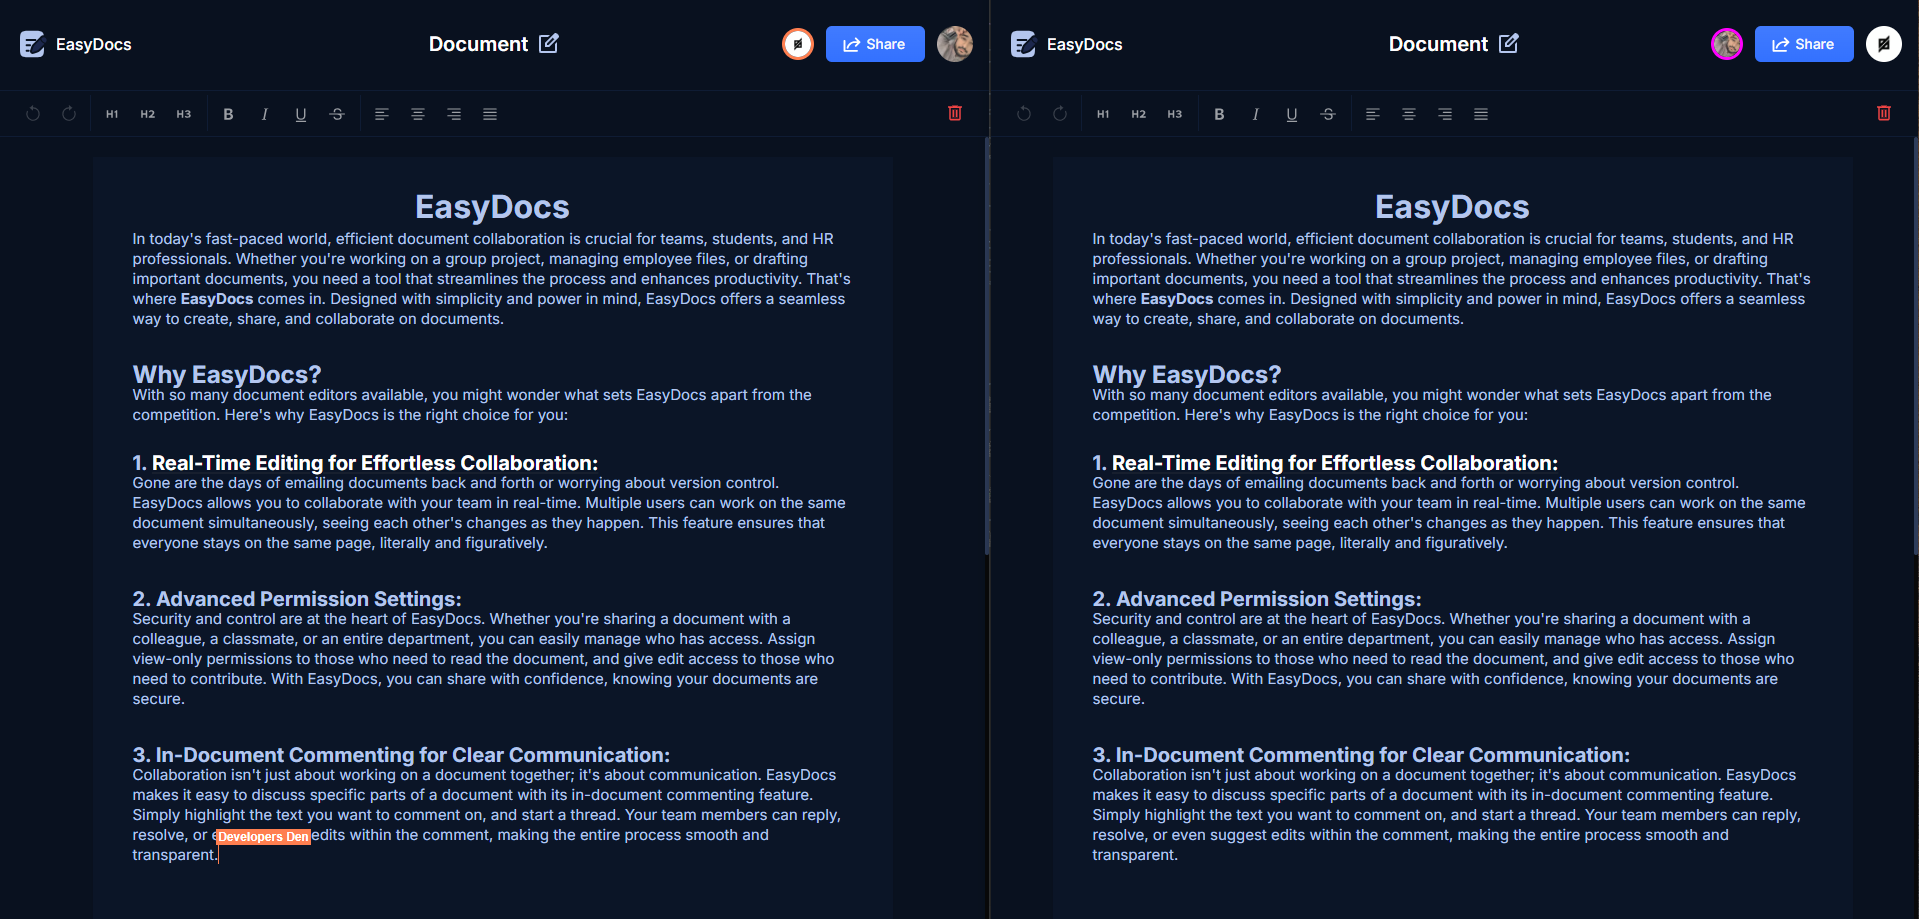 EasyDocs
Document
Share
H1 H2 H3 B I U S
EasyDocs
In today's fast-paced world, efficient document collaboration is crucial for teams, students, and HR
professionals. Whether you're working on a group project, managing employee files, or drafting
important documents, you need a tool that streamlines the process and enhances productivity. That's
where EasyDocs comes in. Designed with simplicity and power in mind, EasyDocs offers a seamless
way to create, share, and collaborate on documents.
Why EasyDocs?
With so many document editors available, you might wonder what sets EasyDocs apart from the
competition. Here's why EasyDocs is the right choice for you:
1. Real-Time Editing for Effortless Collaboration:
Gone are the days of emailing documents back and forth or worrying about version control.
EasyDocs allows you to collaborate with your team in real-time. Multiple users can work on the same
document simultaneously, seeing each other's changes as they happen. This feature ensures that
everyone stays on the same page, literally and figuratively.
2. Advanced Permission Settings:
Security and control are at the heart of EasyDocs. Whether you're sharing a document with a
colleague, a classmate, or an entire department, you can easily manage who has access. Assign
view-only permissions to those who need to read the document, and give edit access to those who
need to contribute. With EasyDocs, you can share with confidence, knowing your documents are
secure.
3. In-Document Commenting for Clear Communication:
Collaboration isn't just about working on a document together; it's about communication. EasyDocs
makes it easy to discuss specific parts of a document with its in-document commenting feature.
Simply highlight the text you want to comment on, and start a thread. Your team members can reply,
resolve, or Developers Den edits within the comment, making the entire process smooth and
transparent.
EasyDocs
Document
Share
H1 H2 H3 B I U S
EasyDocs
In today's fast-paced world, efficient document collaboration is crucial for teams, students, and HR
professionals. Whether you're working on a group project, managing employee files, or drafting
important documents, you need a tool that streamlines the process and enhances productivity. That's
where EasyDocs comes in. Designed with simplicity and power in mind, EasyDocs offers a seamless
way to create, share, and collaborate on documents.
Why EasyDocs?
With so many document editors available, you might wonder what sets EasyDocs apart from the
competition. Here's why EasyDocs is the right choice for you:
1. Real-Time Editing for Effortless Collaboration:
Gone are the days of emailing documents back and forth or worrying about version control.
EasyDocs allows you to collaborate with your team in real-time. Multiple users can work on the same
document simultaneously, seeing each other's changes as they happen. This feature ensures that
everyone stays on the same page, literally and figuratively.
2. Advanced Permission Settings:
Security and control are at the heart of EasyDocs. Whether you're sharing a document with a
colleague, a classmate, or an entire department, you can easily manage who has access. Assign
view-only permissions to those who need to read the document, and give edit access to those who
need to contribute. With EasyDocs, you can share with confidence, knowing your documents are
secure.
3. In-Document Commenting for Clear Communication:
Collaboration isn't just about working on a document together; it's about communication. EasyDocs
makes it easy to discuss specific parts of a document with its in-document commenting feature.
Simply highlight the text you want to comment on, and start a thread. Your team members can reply,
resolve, or even suggest edits within the comment, making the entire process smooth and
transparent.